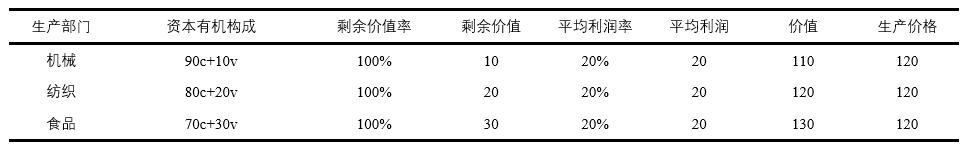 生产部门 资本有机构成 剩余价值率 剩余价值 平均利润率 平均利润 价值 生产价格
机械 90c+10v 100% 10 20% 20 110 120
纺织 80c+20v 100% 20 20% 20 120 120
食品 70c+30v 100% 30 20% 20 130 120